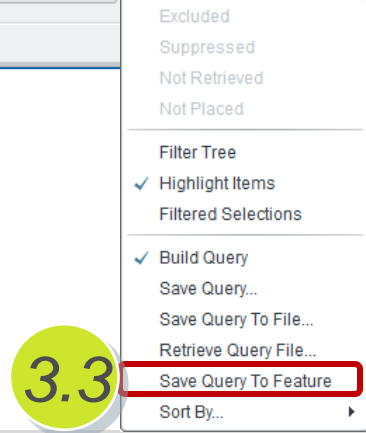 Excluded
Suppressed
Not Retrieved
Not Placed
Filter Tree
Highlight Items
Filtered Selections
Build Query
Save Query...
Save Query To File...
Retrieve Query File...
3.3
Save Query To Feature
Sort By...